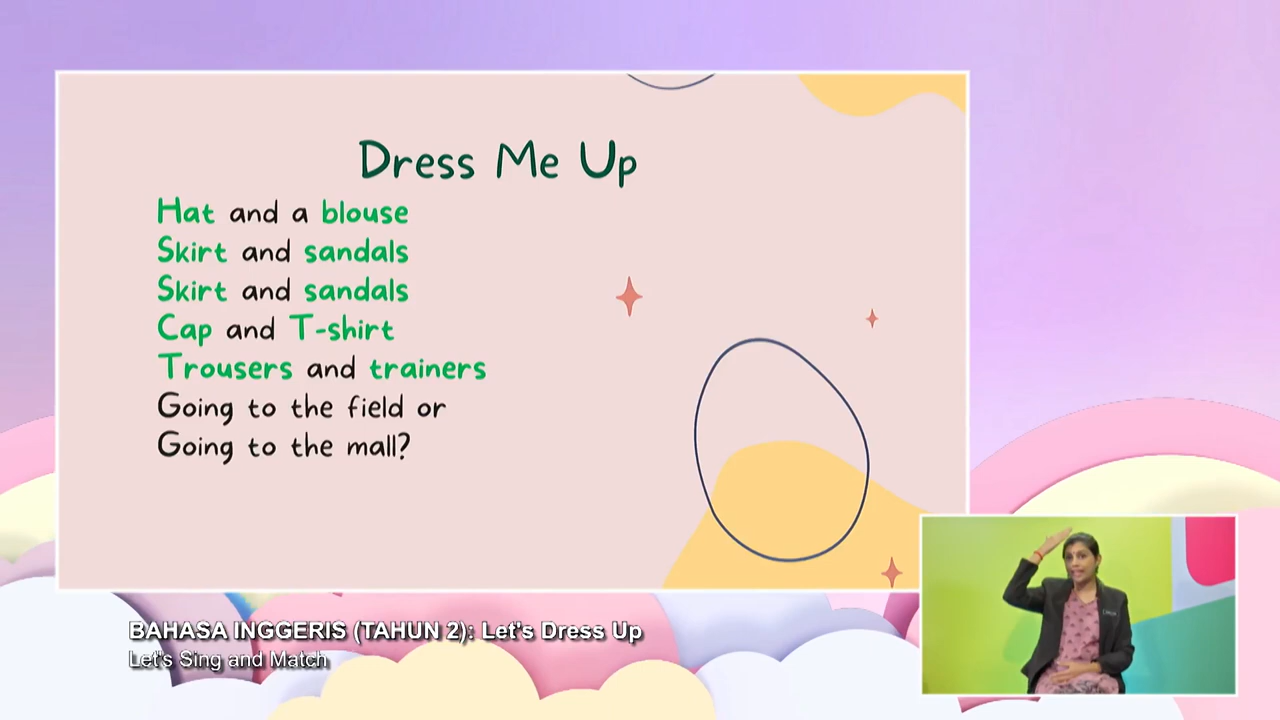 Dress Me Up
Hat and a blouse
Skirt and sandals
Skirt and sandals
Cap and T-shirt
Trousers and trainers
Going to the field or
Going to the mall?
BAHASA INGGERIS (TAHUN 2): Let's Dress Up
Let's Sing and Match